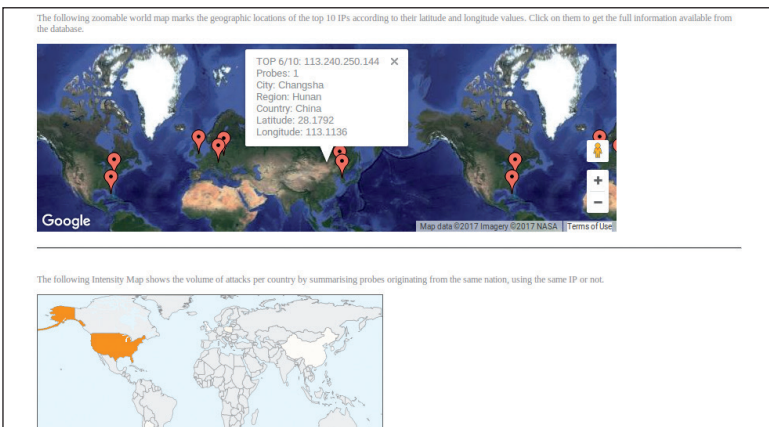 The following zoomable world map marks the geographic locations of the top 10 IPs according to their latitude and longitude values. Click on them to get the full information available from
the database.
TOP 6/10: 113.240.250.144 ×
Probes: 1
City: Changsha
Region: Hunan
Country: China
Latitude: 28.1792
Longitude: 113.1136
+
−
Google
Map data ©2017 Imagery ©2017 NASA Terms of Use
The following Intensity Map shows the volume of attacks per country by summarising probes originating from the same nation, using the same IP or not.